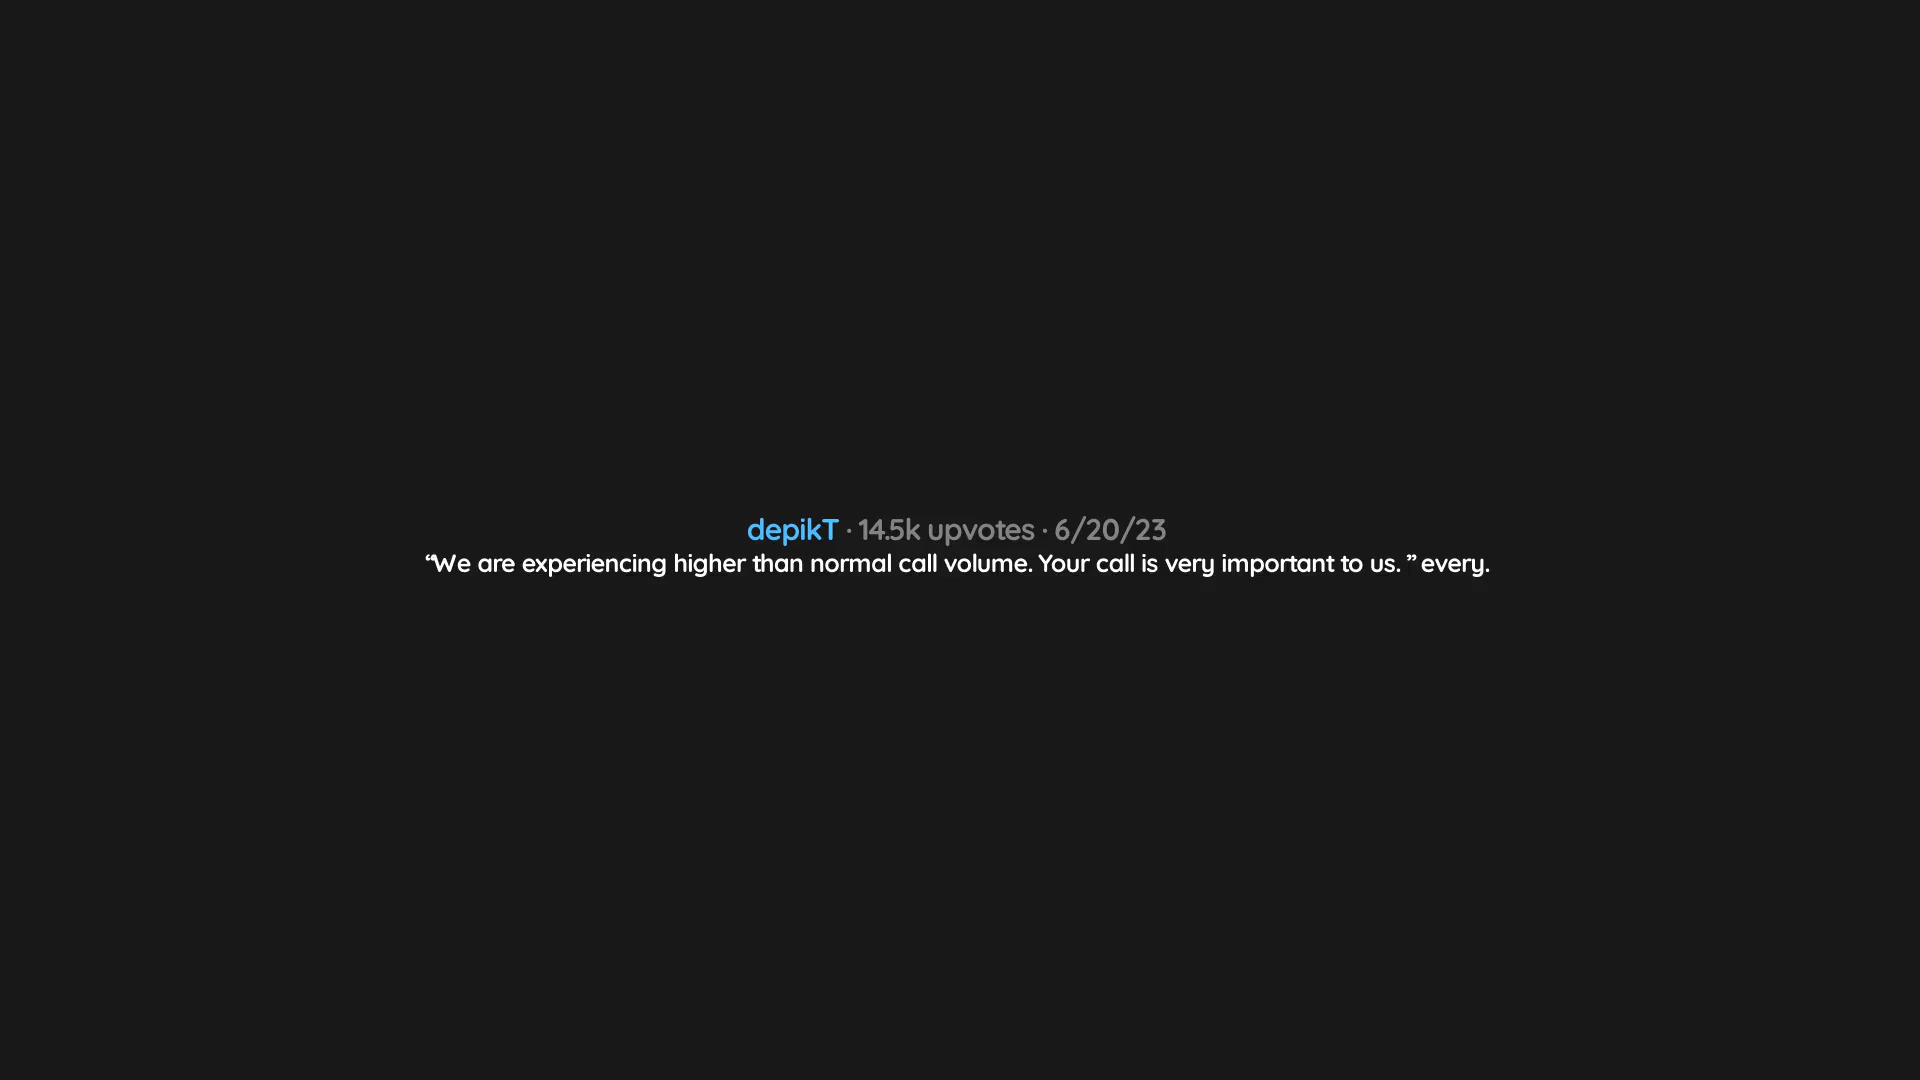 depikT · 14.5k upvotes · 6/20/23
“We are experiencing higher than normal call volume. Your call is very important to us. ” every.